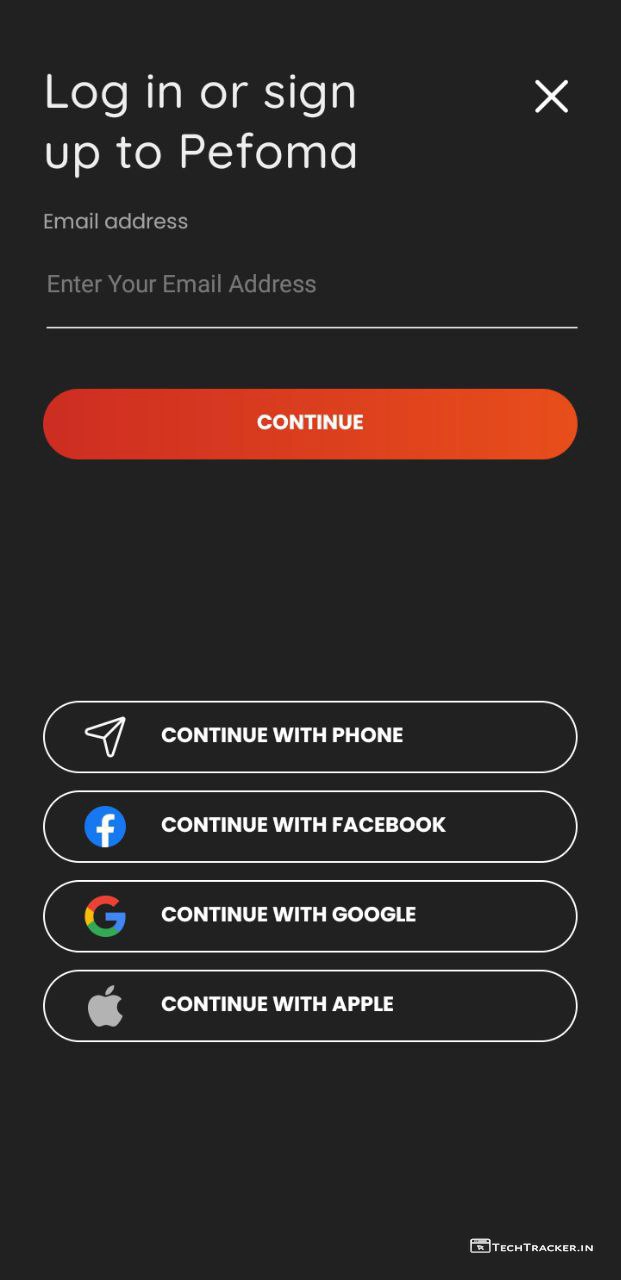 Log in or sign
up to Pefoma
Email address
Enter Your Email Address
CONTINUE
CONTINUE WITH PHONE
CONTINUE WITH FACEBOOK
CONTINUE WITH GOOGLE
CONTINUE WITH APPLE
TECHTRACKER.IN